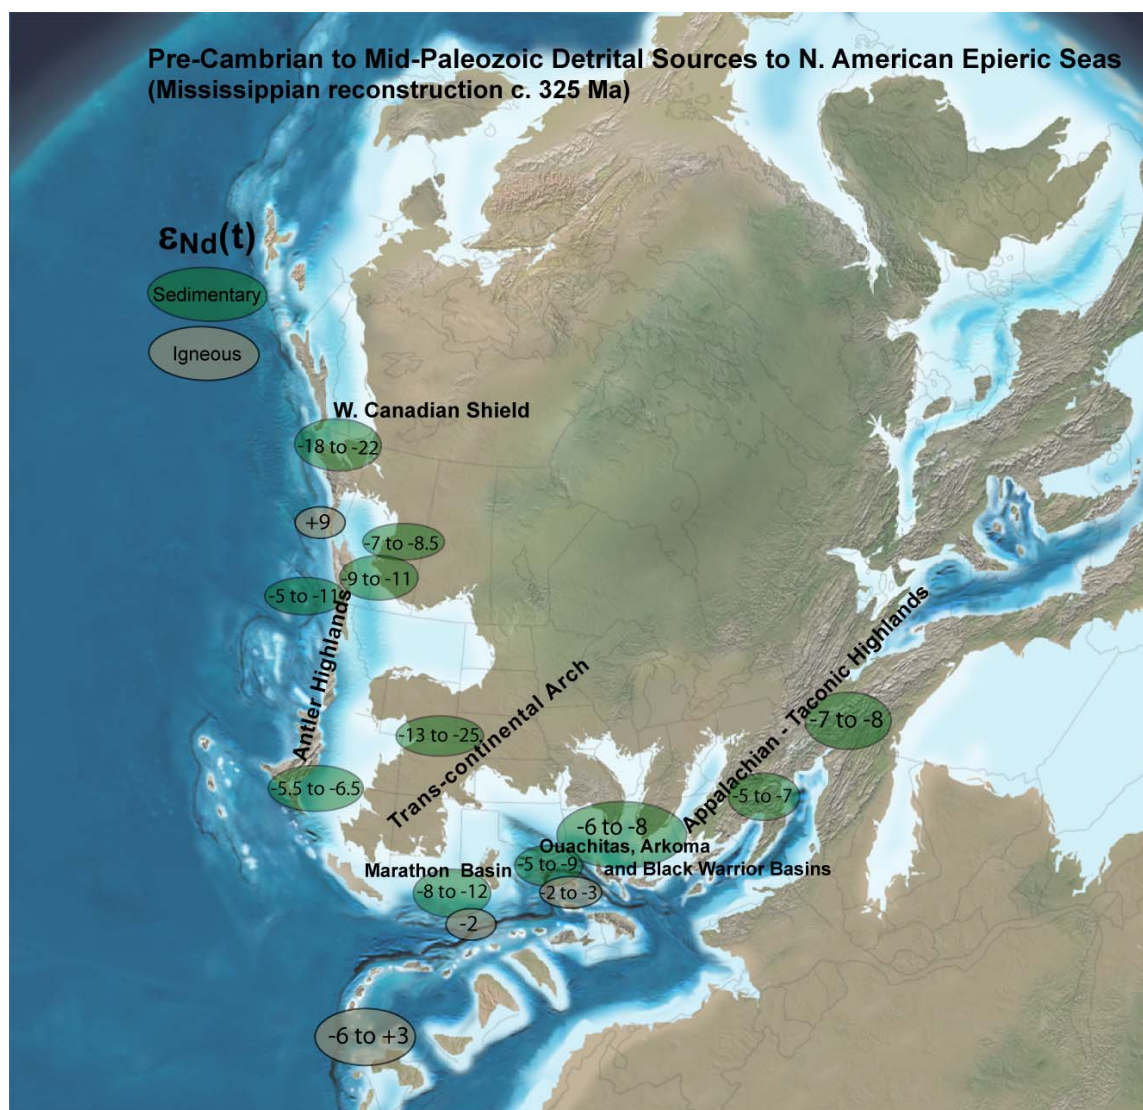 Pre-Cambrian to Mid-Paleozoic Detrital Sources to N. American Epieric Seas
(Mississippian reconstruction c. 325 Ma)
εNd(t)
Sedimentary
Igneous
W. Canadian Shield
-18 to -22
+9
-7 to -8.5
-9 to -11
-5 to -11
Antler Highlands
Trans-continental Arch
Appalachian - Taconic Highlands
-7 to -8
-13 to -25
-5.5 to -6.5
-5 to -7
-6 to -8
Ouachitas, Arkoma
and Black Warrior Basins
-5 to -9
Marathon Basin
-8 to -12
-2 to -3
-2
-6 to +3